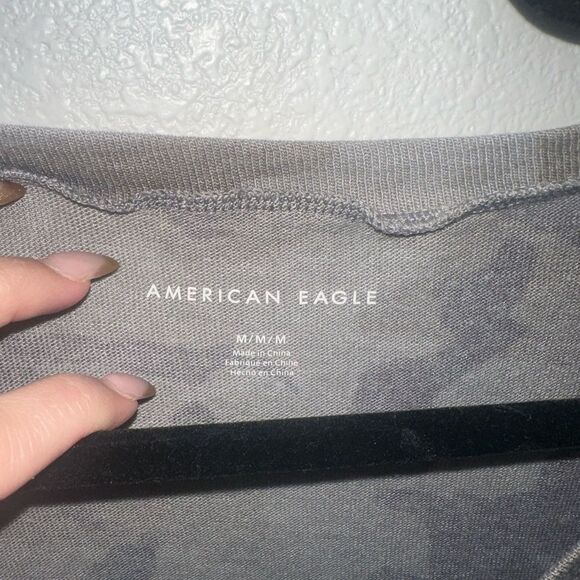 AMERICAN EAGLE
M/M/M
Made in China
Fabriqué en Chine
Hecho en China